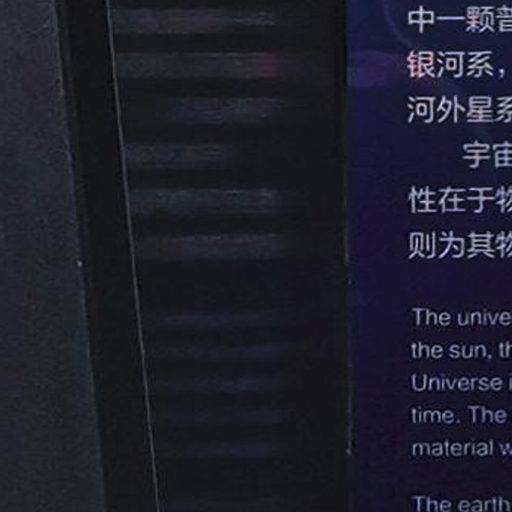 中一颗普
银河系，
河外星系
宇宙
性在于物
则为其物
The unive
the sun, th
Universe i
time. The
material w
The earth